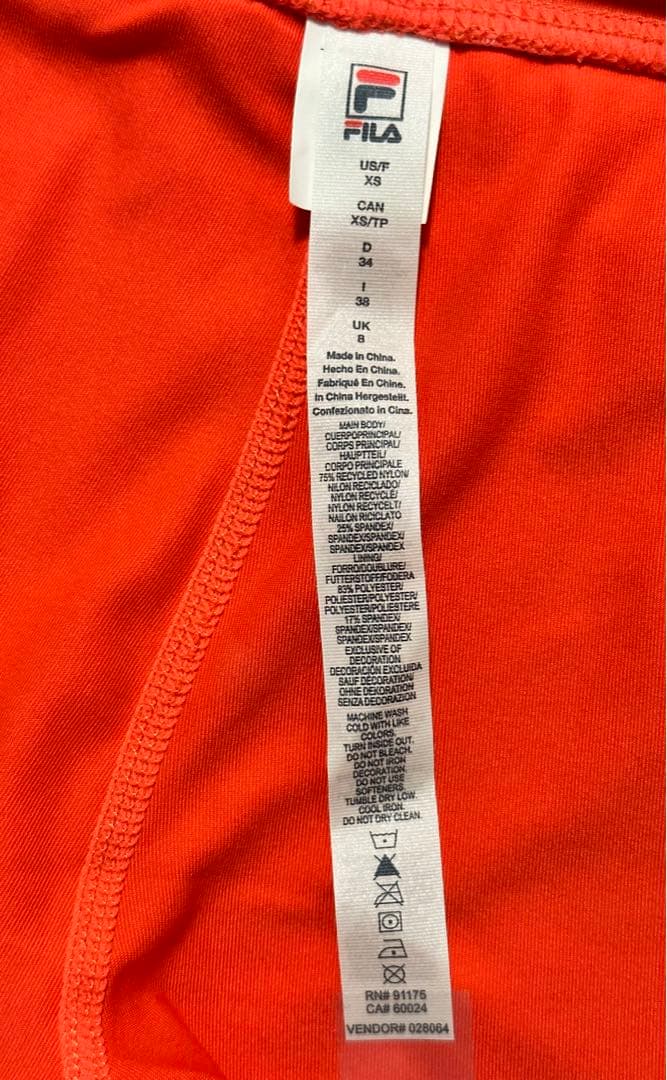 FILA
US/F
XS
CAN
XS/TP
D
34
I
38
UK
8
Made In China.
Hecho En China.
Fabriqué En Chine.
In China Hergestellt.
Confezionato in Cina.
MAIN BODY/
CUERPOPRINCIPAL/
CORPS PRINCIPAL/
HAUPTTEIL/
CORPO PRINCIPALE
75% RECYCLED NYLON/
NILON RECICLADO/
NYLON RECYCLÉ/
NYLON RECYCELT/
NAILON RICICLATO
25% SPANDEX/
SPANDEX/SPANDEX/
SPANDEX/SPANDEX
LINING/
FORRO/DOUBLURE/
FUTTERSTOFF/FODERA
83% POLYESTER/
POLIESTER/POLYESTER/
POLYESTER/POLIESTERE
17% SPANDEX/
SPANDEX/SPANDEX/
SPANDEX/SPANDEX
EXCLUSIVE OF
DECORATION
DECORACIÓN EXCLUIDA
SAUF DÉCORATION/
OHNE DEKORATION
SENZA DECORAZION
MACHINE WASH
COLD WITH LIKE
COLORS.
TURN INSIDE OUT.
DO NOT BLEACH.
DO NOT IRON
DECORATION.
DO NOT USE
SOFTENERS.
TUMBLE DRY LOW.
COOL IRON.
DO NOT DRY CLEAN.
RN# 91175
CA# 60024
VENDOR# 028064